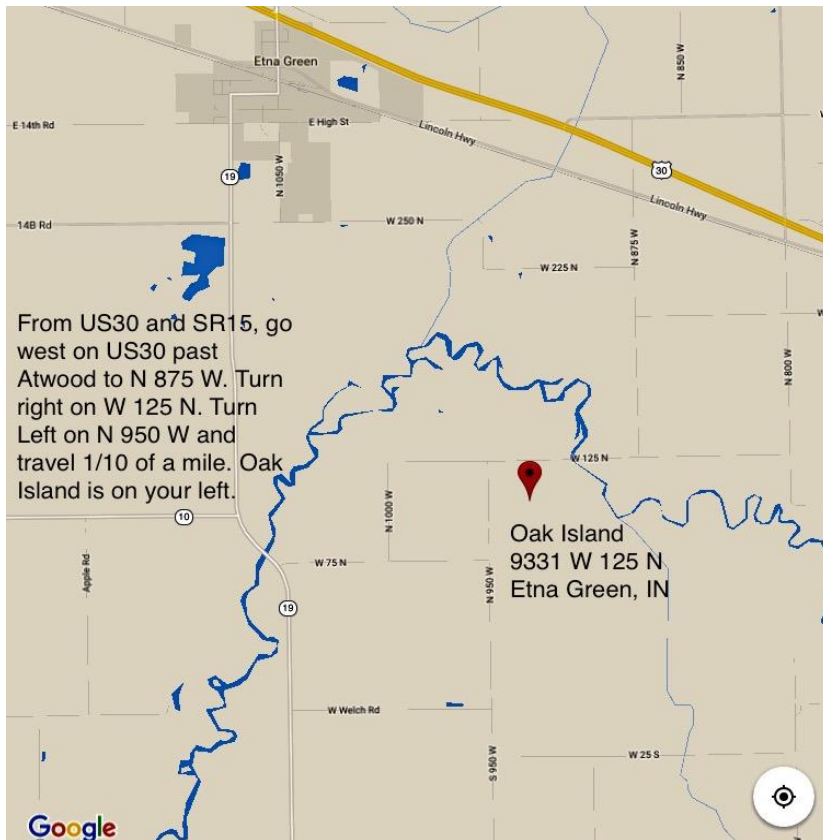 Etna Green
N 850 W
E 14th Rd
E High St
Lincoln Hwy
30
19
N 1050 W
Lincoln Hwy
14B Rd
W 250 N
N 875 W
W 225 N
From US30 and SR15, go
west on US30 past
Atwood to N 875 W. Turn
right on W 125 N. Turn
Left on N 950 W and
travel 1/10 of a mile. Oak
Island is on your left.
N 800 W
W 125 N
N 1000 W
10
Oak Island
9331 W 125 N
Etna Green, IN
Apple Rd
W 75 N
N 950 W
19
W Welch Rd
S 950 W
W 25 S
Google